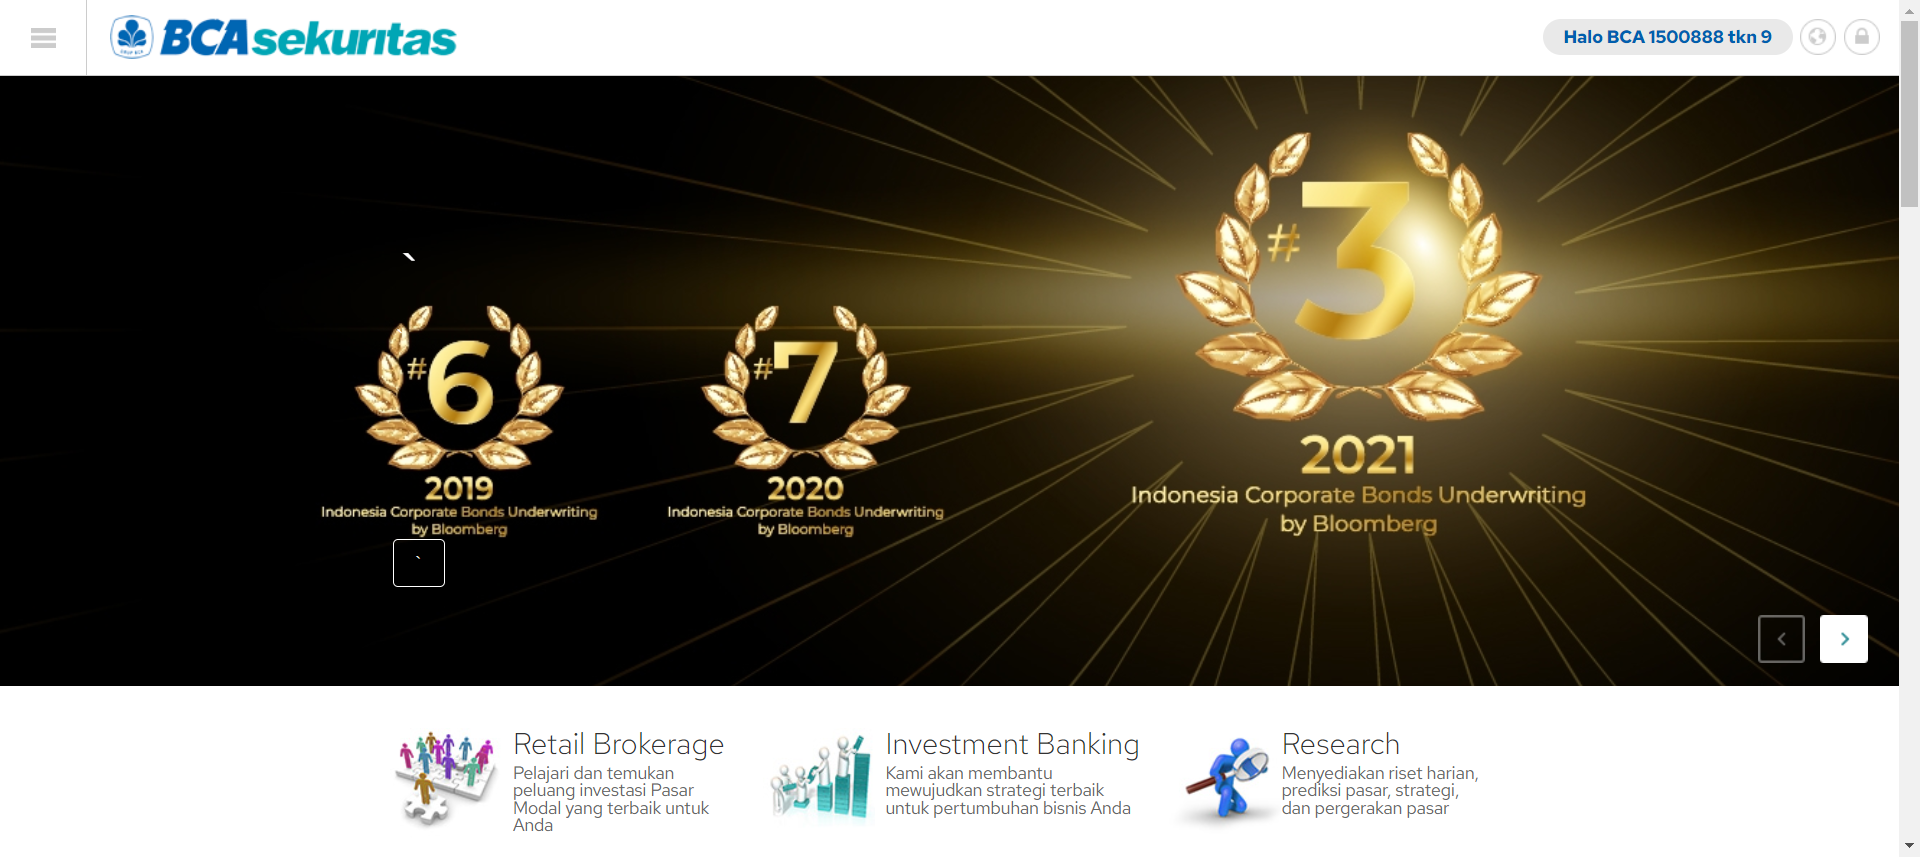 BCA sekuritas
Halo BCA 1500888 tkn 9
`
#6
2019
Indonesia Corporate Bonds Underwriting
by Bloomberg
#7
2020
Indonesia Corporate Bonds Underwriting
by Bloomberg
#3
2021
Indonesia Corporate Bonds Underwriting
by Bloomberg
`
Retail Brokerage
Pelajari dan temukan
peluang investasi Pasar
Modal yang terbaik untuk
Anda
Investment Banking
Kami akan membantu
mewujudkan strategi terbaik
untuk pertumbuhan bisnis Anda
Research
Menyediakan riset harian,
prediksi pasar, strategi,
dan pergerakan pasar